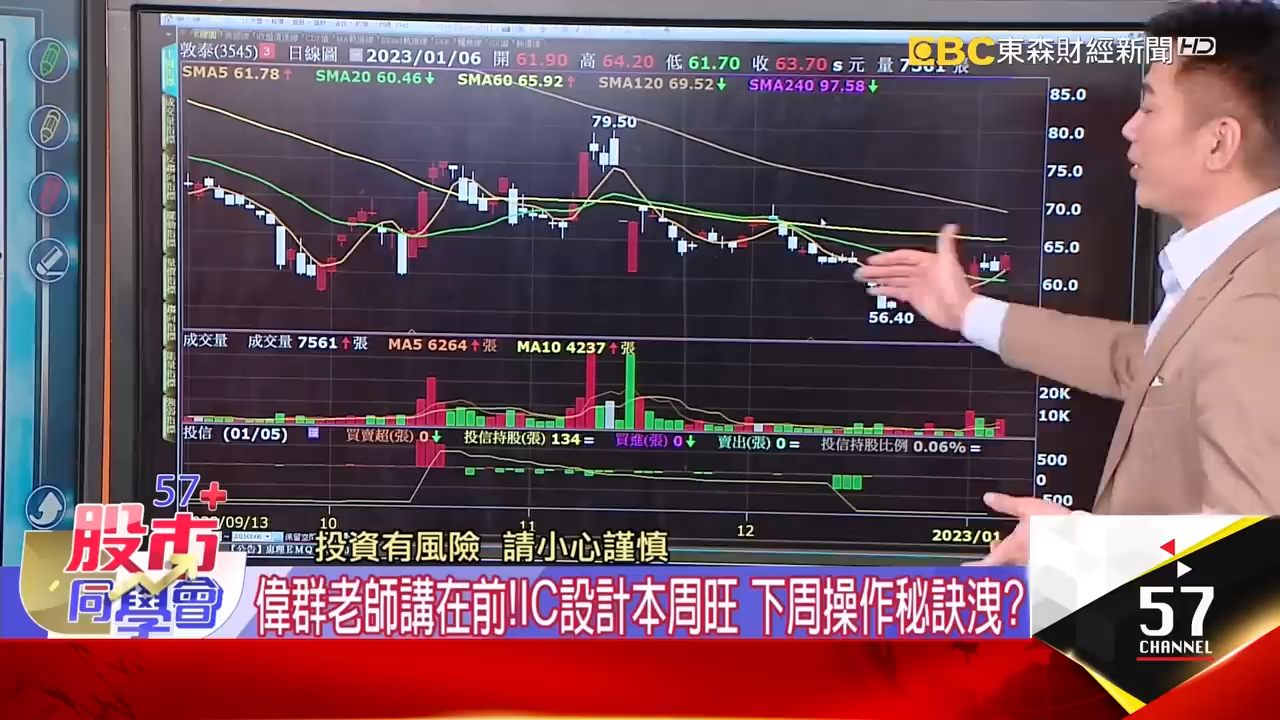 EBC 東森財經新聞 HD
敦泰(3545) 3 日線圖 2023/01/06 開 61.90 高 64.20 低 61.70 收 63.70 s 元 量 7561 張
SMA5 61.78↑ SMA20 60.46↓ SMA60 65.92↑ SMA120 69.52↓ SMA240 97.58↓
85.0
80.0
79.50
75.0
70.0
65.0
60.0
56.40
成交量 成交量 7561↑張 MA5 6264↑張 MA10 4237↑張
20K
10K
投信 (01/05) 買賣超(張) 0↓ 投信持股(張) 134= 買進(張) 0↓ 賣出(張) 0= 投信持股比例 0.06%=
500
0
500
/09/13 10 11 12 2023/01
57+
股市
同學會
投資有風險 請小心謹慎
偉群老師講在前!IC設計本周旺 下周操作秘訣洩?
57
CHANNEL